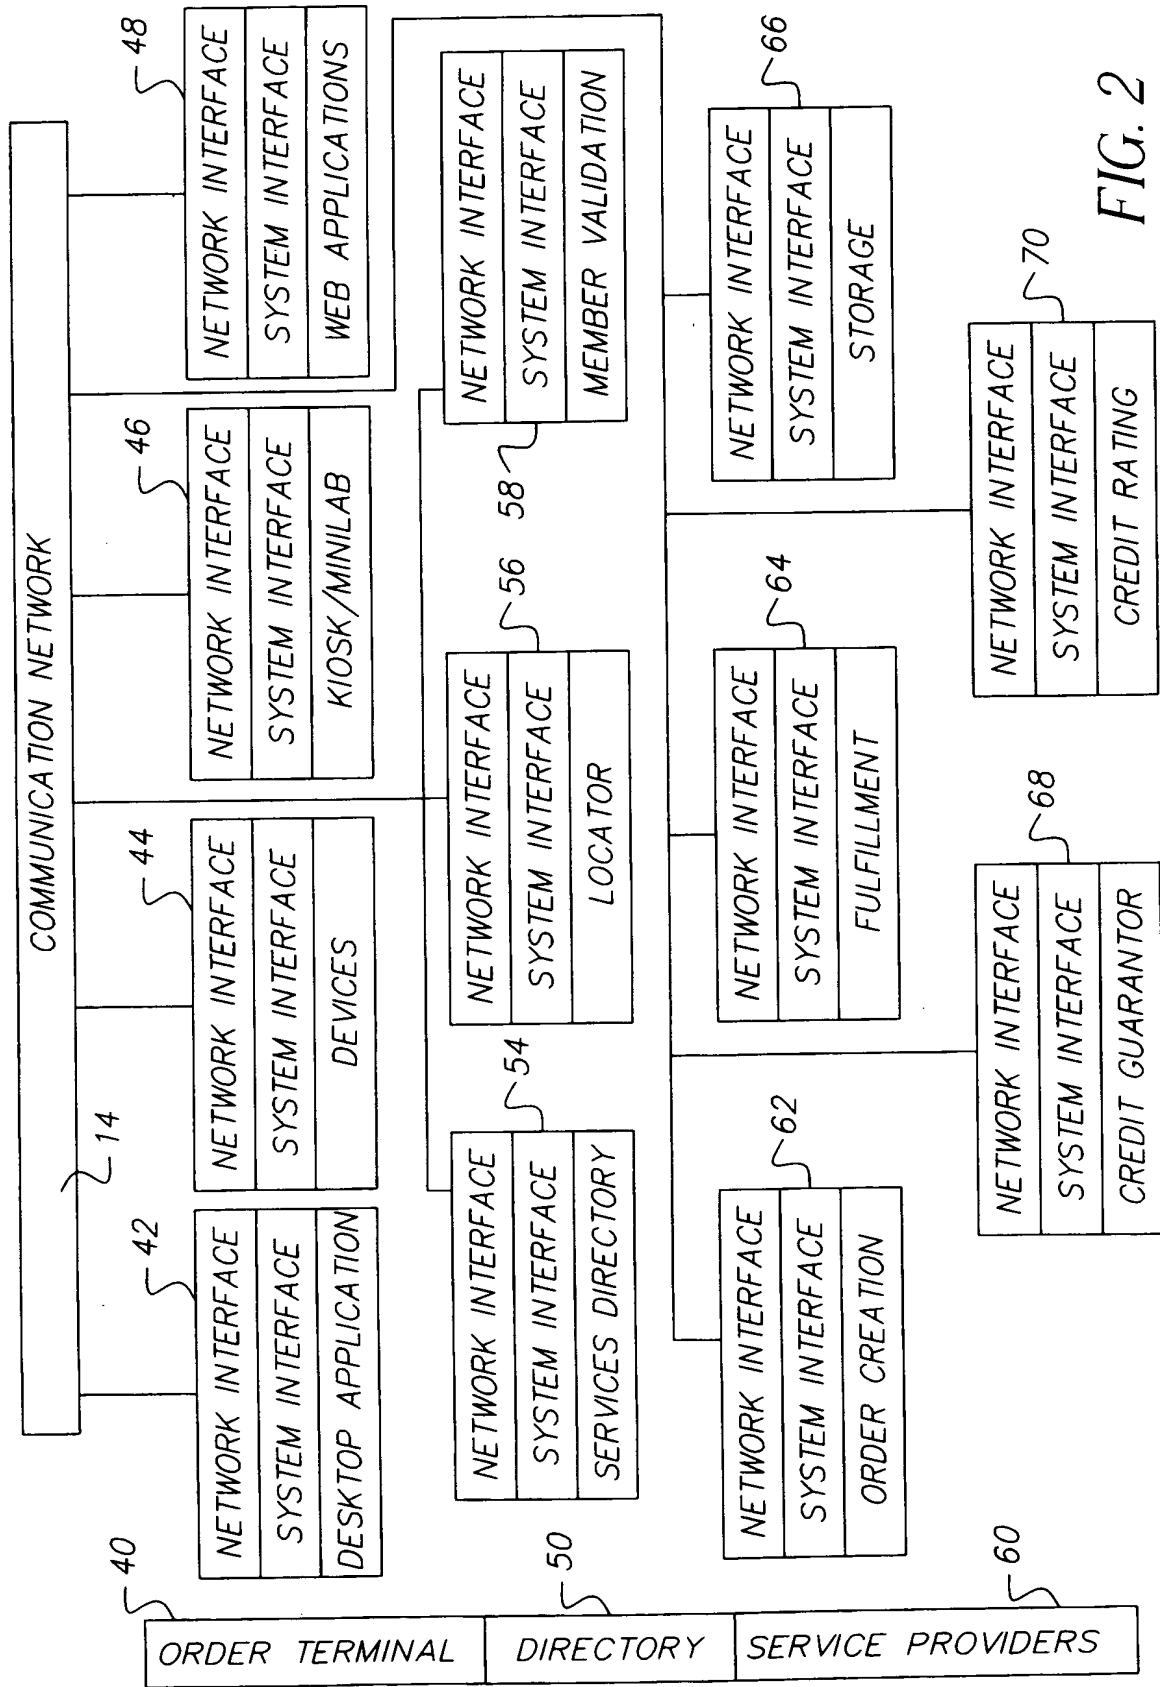 COMMUNICATION NETWORK
14
40
ORDER TERMINAL
42
NETWORK INTERFACE
SYSTEM INTERFACE
DESKTOP APPLICATION
44
NETWORK INTERFACE
SYSTEM INTERFACE
DEVICES
46
NETWORK INTERFACE
SYSTEM INTERFACE
KIOSK/MINILAB
48
NETWORK INTERFACE
SYSTEM INTERFACE
WEB APPLICATIONS
50
DIRECTORY
54
NETWORK INTERFACE
SYSTEM INTERFACE
SERVICES DIRECTORY
56
NETWORK INTERFACE
SYSTEM INTERFACE
LOCATOR
58
NETWORK INTERFACE
SYSTEM INTERFACE
MEMBER VALIDATION
60
SERVICE PROVIDERS
62
NETWORK INTERFACE
SYSTEM INTERFACE
ORDER CREATION
64
NETWORK INTERFACE
SYSTEM INTERFACE
FULFILLMENT
66
NETWORK INTERFACE
SYSTEM INTERFACE
STORAGE
68
NETWORK INTERFACE
SYSTEM INTERFACE
CREDIT GUARANTOR
70
NETWORK INTERFACE
SYSTEM INTERFACE
CREDIT RATING
FIG. 2